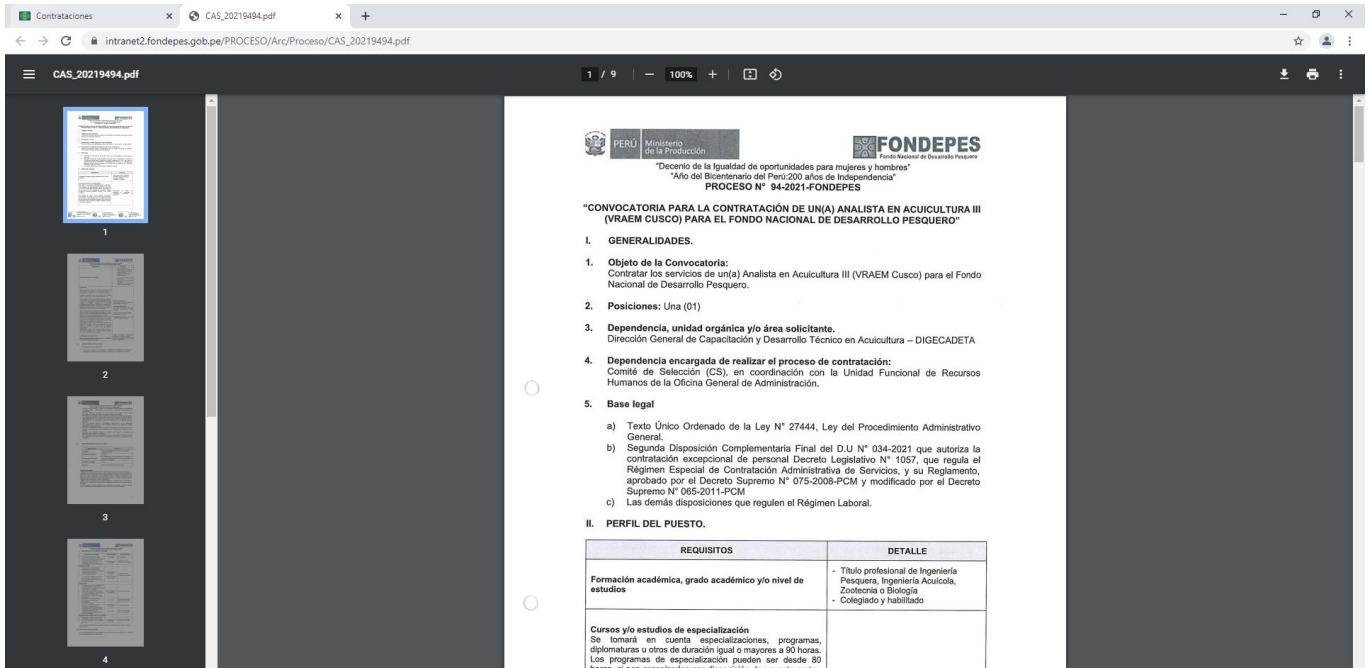 Contrataciones
CAS_20219494.pdf
intranet2.fondepes.gob.pe/PROCESO/Arc/Proceso/CAS_20219494.pdf
CAS_20219494.pdf
1 / 9
100%
1
2
3
4
PERÚ
Ministerio
de la Producción
FONDEPES
Fondo Nacional de Desarrollo Pesquero
"Decenio de la Igualdad de oportunidades para mujeres y hombres"
"Año del Bicentenario del Perú:200 años de Independencia"
PROCESO N° 94-2021-FONDEPES
"CONVOCATORIA PARA LA CONTRATACIÓN DE UN(A) ANALISTA EN ACUICULTURA III
(VRAEM CUSCO) PARA EL FONDO NACIONAL DE DESARROLLO PESQUERO"
I. GENERALIDADES.
1. Objeto de la Convocatoria:
Contratar los servicios de un(a) Analista en Acuicultura III (VRAEM Cusco) para el Fondo
Nacional de Desarrollo Pesquero.
2. Posiciones: Una (01)
3. Dependencia, unidad orgánica y/o área solicitante.
Dirección General de Capacitación y Desarrollo Técnico en Acuicultura – DIGECADETA
4. Dependencia encargada de realizar el proceso de contratación:
Comité de Selección (CS), en coordinación con la Unidad Funcional de Recursos
Humanos de la Oficina General de Administración.
5. Base legal
a) Texto Único Ordenado de la Ley N° 27444, Ley del Procedimiento Administrativo
General.
b) Segunda Disposición Complementaria Final del D.U N° 034-2021 que autoriza la
contratación excepcional de personal Decreto Legislativo N° 1057, que regula el
Régimen Especial de Contratación Administrativa de Servicios, y su Reglamento,
aprobado por el Decreto Supremo N° 075-2008-PCM y modificado por el Decreto
Supremo N° 065-2011-PCM
c) Las demás disposiciones que regulen el Régimen Laboral.
II. PERFIL DEL PUESTO.
REQUISITOS
DETALLE
Formación académica, grado académico y/o nivel de
estudios
- Título profesional de Ingeniería
Pesquera, Ingeniería Acuícola,
Zootecnia o Biología
- Colegiado y habilitado
Cursos y/o estudios de especialización
Se tomará en cuenta especializaciones, programas,
diplomaturas u otros de duración igual o mayores a 90 horas.
Los programas de especialización pueden ser desde 80